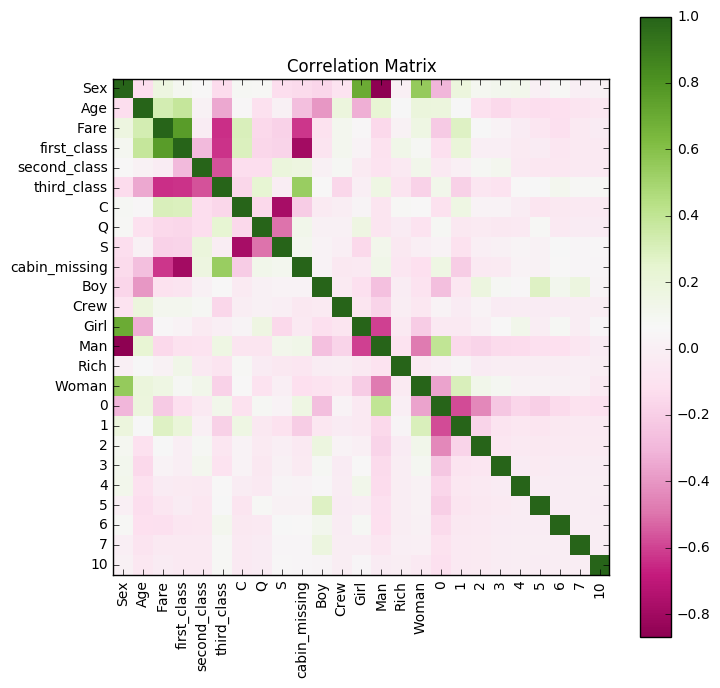 Correlation Matrix
Sex
Age
Fare
first_class
second_class
third_class
C
Q
S
cabin_missing
Boy
Crew
Girl
Man
Rich
Woman
0
1
2
3
4
5
6
7
10
Sex
Age
Fare
first_class
second_class
third_class
C
Q
S
cabin_missing
Boy
Crew
Girl
Man
Rich
Woman
0
1
2
3
4
5
6
7
10
1.0
0.8
0.6
0.4
0.2
0.0
−0.2
−0.4
−0.6
−0.8